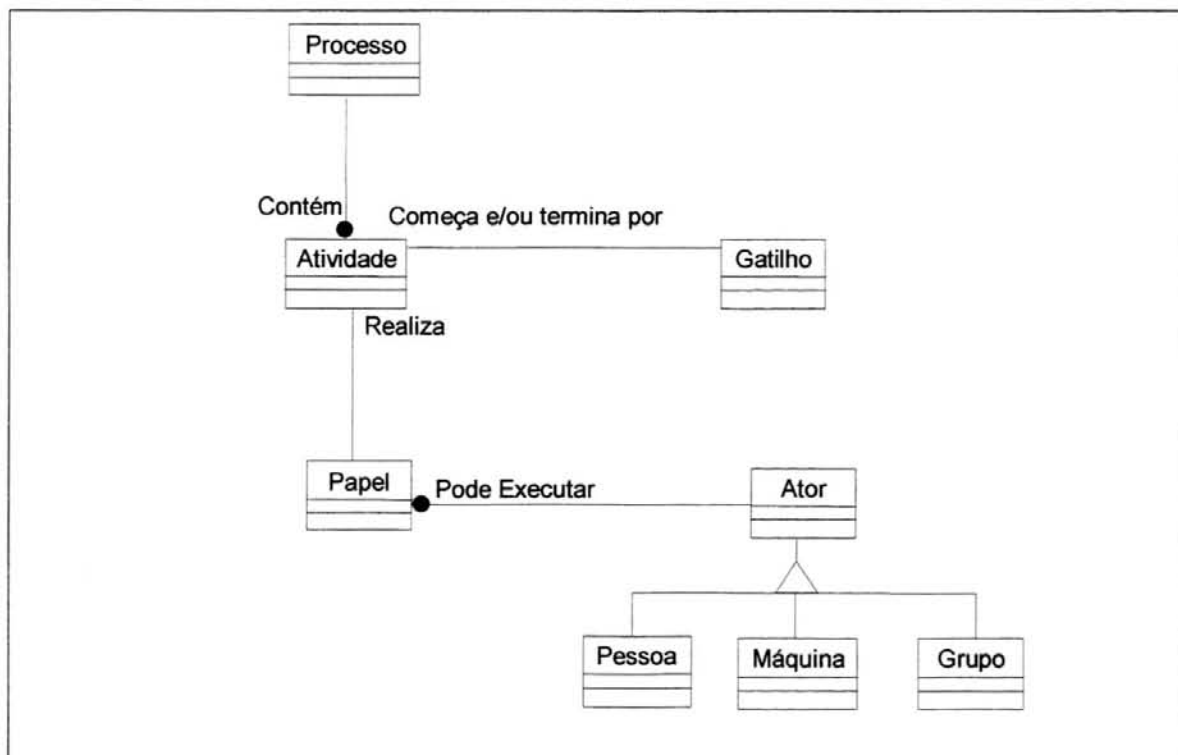 Processo
Contém
Começa e/ou termina por
Atividade
Gatilho
Realiza
Papel
Pode Executar
Ator
Pessoa
Máquina
Grupo